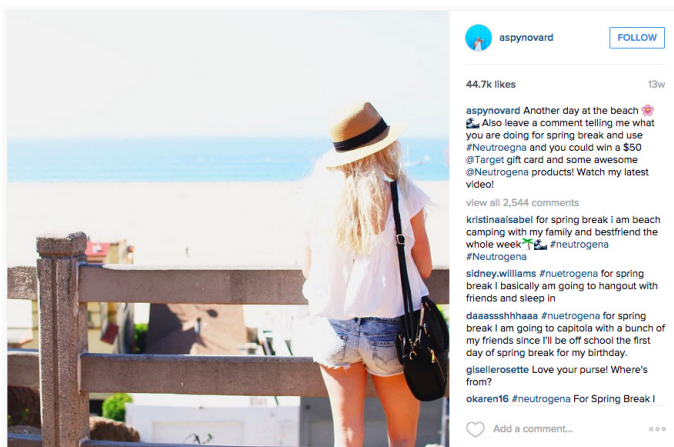 aspynovard
FOLLOW
44.7k likes
13w
aspynovard Another day at the beach
Also leave a comment telling me what
you are doing for spring break and use
#Neutroegna and you could win a $50
@Target gift card and some awesome
@Neutrogena products! Watch my latest
video!
view all 2,544 comments
kristinaaisabel for spring break i am beach
camping with my family and bestfriend the
whole week #neutrogena
#Neutrogena
sidney.williams #nuetrogena for spring
break I basically am going to hangout with
friends and sleep in
daaassshhhaaa #nuetrogena for spring
break I am going to capitola with a bunch of
my friends since I'll be off school the first
day of spring break for my birthday.
gisellerosette Love your purse! Where's
from?
okaren16 #neutrogena For Spring Break I
Add a comment...